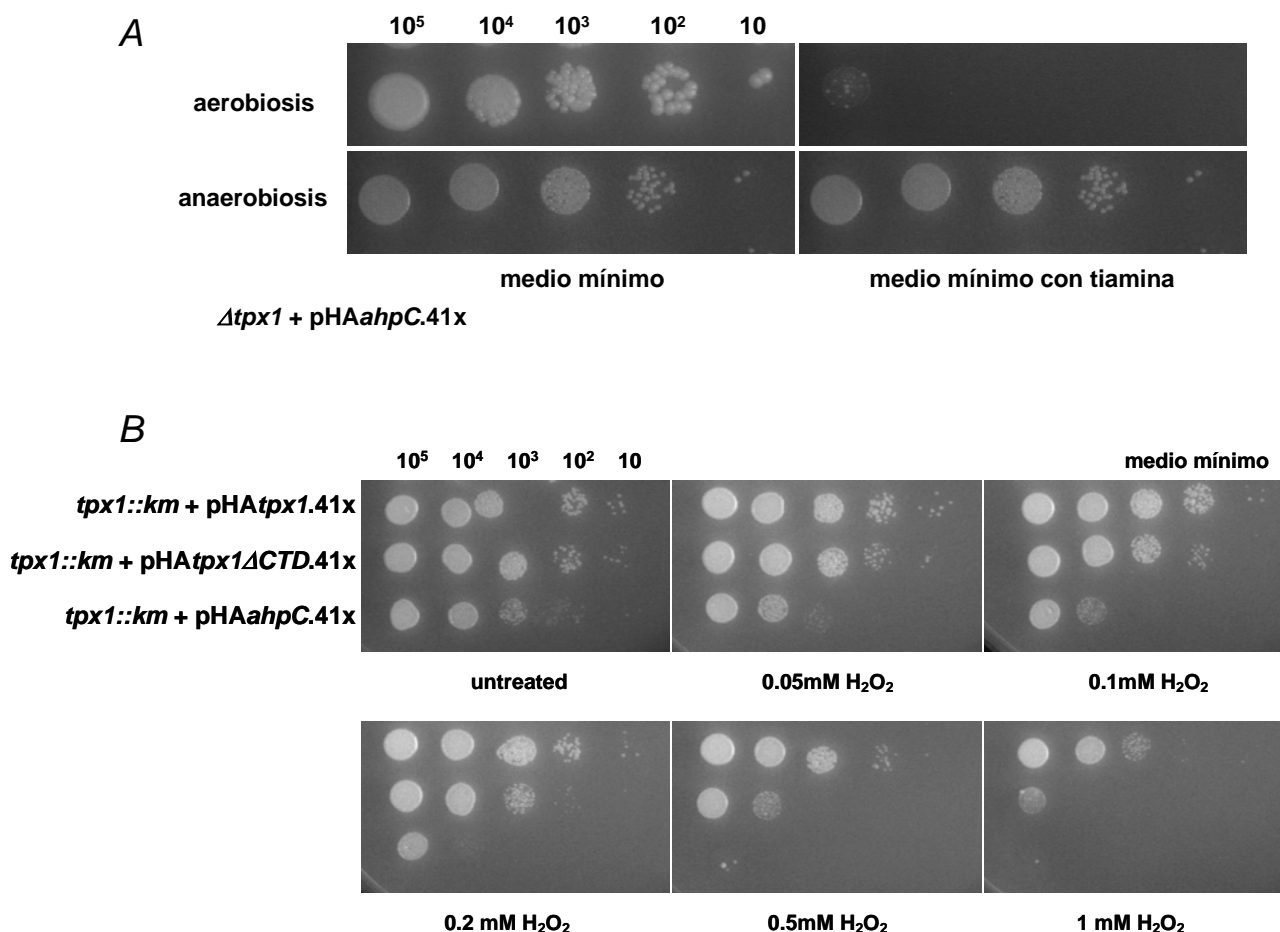 A
10⁵ 10⁴ 10³ 10² 10
aerobiosis
anaerobiosis
medio mínimo medio mínimo con tiamina
Δtpx1 + pHAahpC.41x
B
10⁵ 10⁴ 10³ 10² 10 medio mínimo
tpx1::km + pHAtpx1.41x
tpx1::km + pHAtpx1ΔCTD.41x
tpx1::km + pHAahpC.41x
untreated 0.05mM H₂O₂ 0.1mM H₂O₂
0.2 mM H₂O₂ 0.5mM H₂O₂ 1 mM H₂O₂